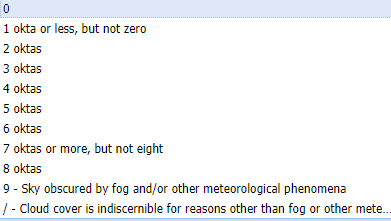 0
1 okta or less, but not zero
2 oktas
3 oktas
4 oktas
5 oktas
6 oktas
7 oktas or more, but not eight
8 oktas
9 - Sky obscured by fog and/or other meteorological phenomena
/ - Cloud cover is indiscernible for reasons other than fog or other mete...